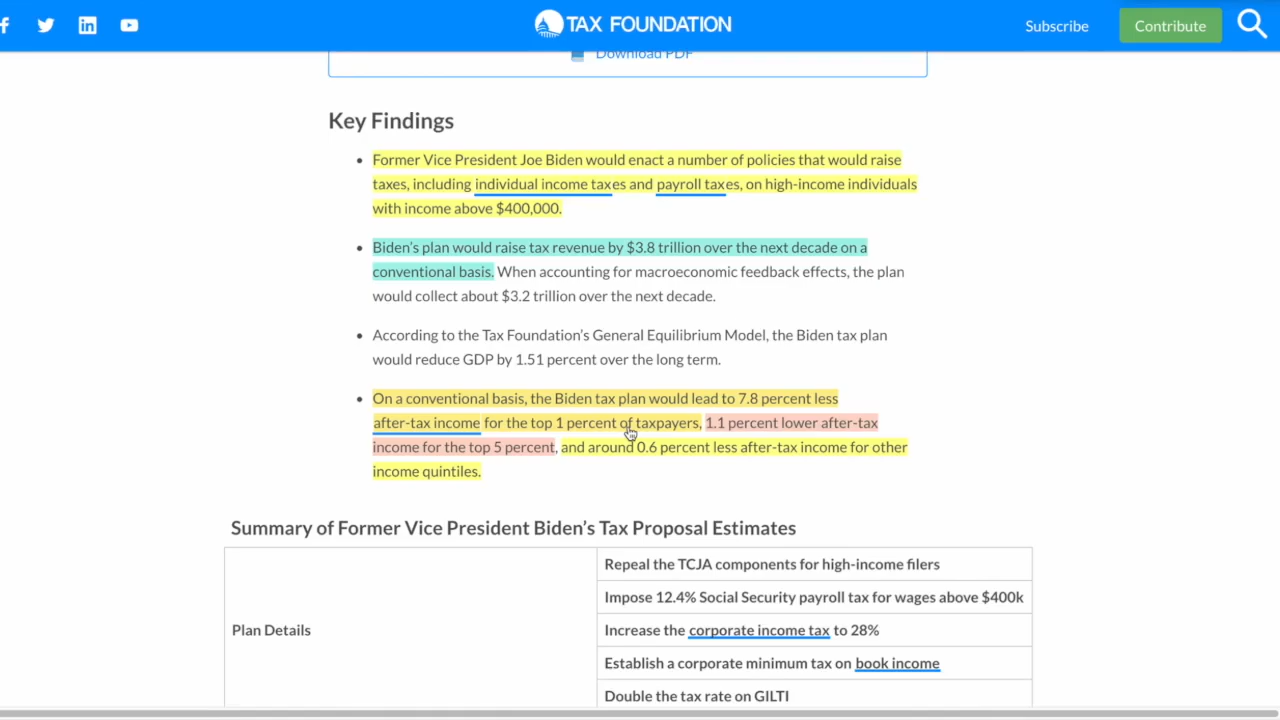 TAX FOUNDATION
Subscribe
Contribute
Download PDF
Key Findings
Former Vice President Joe Biden would enact a number of policies that would raise
taxes, including individual income taxes and payroll taxes, on high-income individuals
with income above $400,000.
Biden’s plan would raise tax revenue by $3.8 trillion over the next decade on a
conventional basis. When accounting for macroeconomic feedback effects, the plan
would collect about $3.2 trillion over the next decade.
According to the Tax Foundation’s General Equilibrium Model, the Biden tax plan
would reduce GDP by 1.51 percent over the long term.
On a conventional basis, the Biden tax plan would lead to 7.8 percent less
after-tax income for the top 1 percent of taxpayers, 1.1 percent lower after-tax
income for the top 5 percent, and around 0.6 percent less after-tax income for other
income quintiles.
Summary of Former Vice President Biden’s Tax Proposal Estimates
Plan Details
Repeal the TCJA components for high-income filers
Impose 12.4% Social Security payroll tax for wages above $400k
Increase the corporate income tax to 28%
Establish a corporate minimum tax on book income
Double the tax rate on GILTI